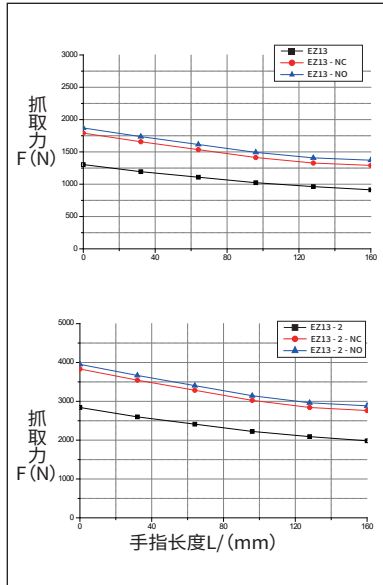 EZ13
EZ13 - NC
EZ13 - NO
3000
2500
2000
1500
1000
500
0
抓取力
F(N)
0 40 80 120 160
EZ13 - 2
EZ13 - 2 - NC
EZ13 - 2 - NO
5000
4000
3000
2000
1000
0
抓取力
F(N)
0 40 80 120 160
手指长度L/(mm)